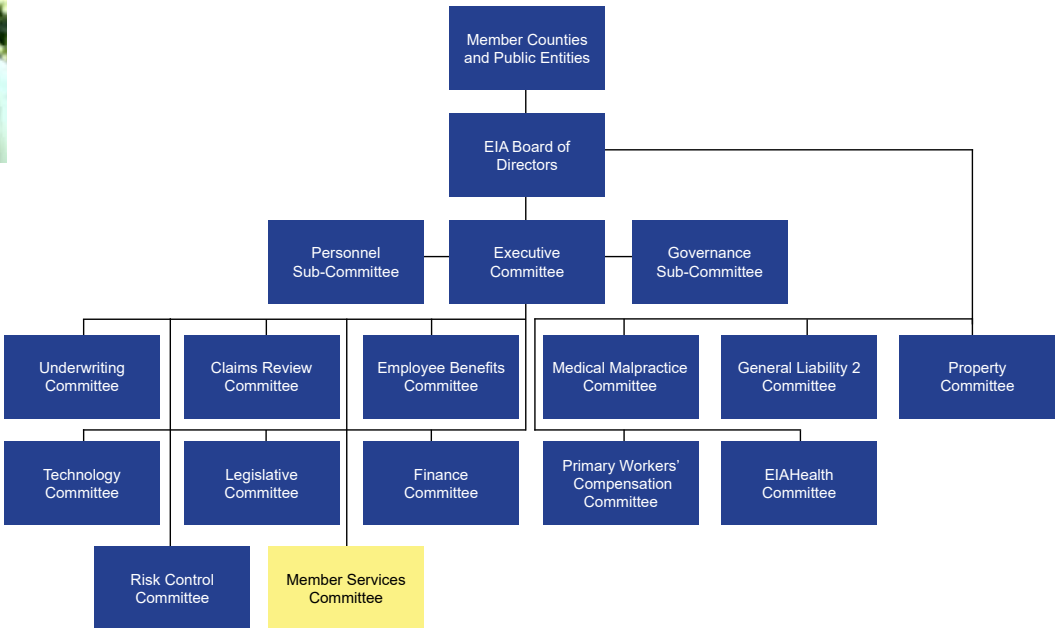 Member Counties
and Public Entities
EIA Board of
Directors
Personnel
Sub-Committee
Executive
Committee
Governance
Sub-Committee
Underwriting
Committee
Claims Review
Committee
Employee Benefits
Committee
Medical Malpractice
Committee
General Liability 2
Committee
Property
Committee
Technology
Committee
Legislative
Committee
Finance
Committee
Primary Workers’
Compensation
Committee
EIAHealth
Committee
Risk Control
Committee
Member Services
Committee